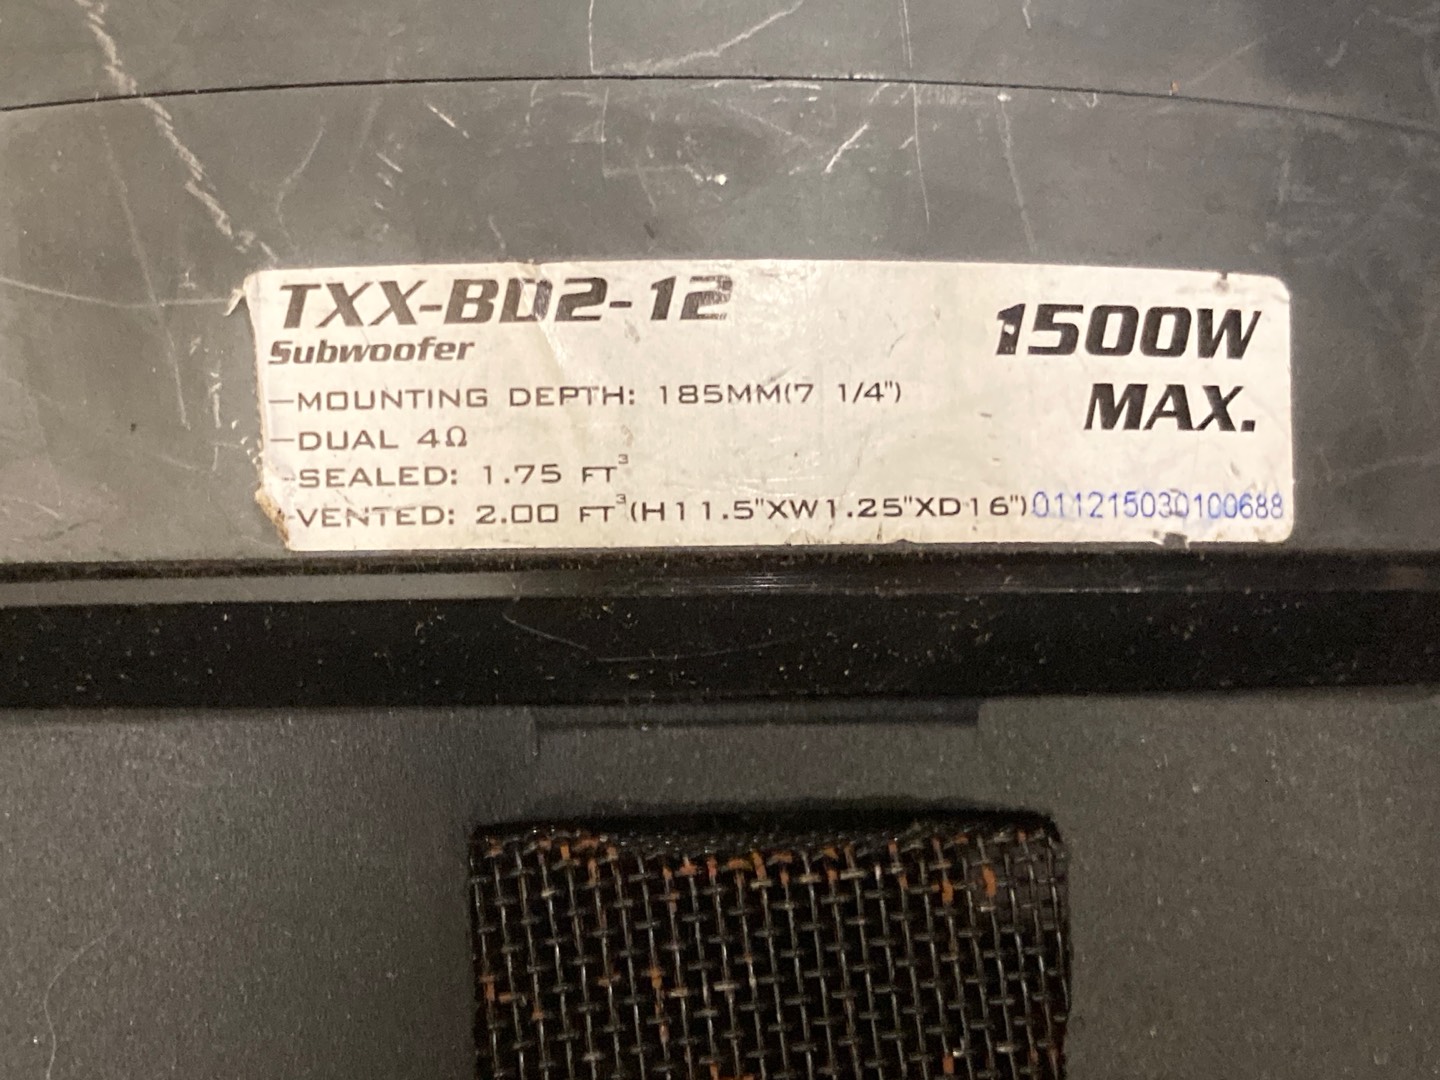 TXX-BD2-12
Subwoofer
1500W
MAX.
—MOUNTING DEPTH: 185MM(7 1/4")
—DUAL 4Ω
-SEALED: 1.75 FT³
-VENTED: 2.00 FT³(H11.5"XW1.25"XD16") 011215030100688